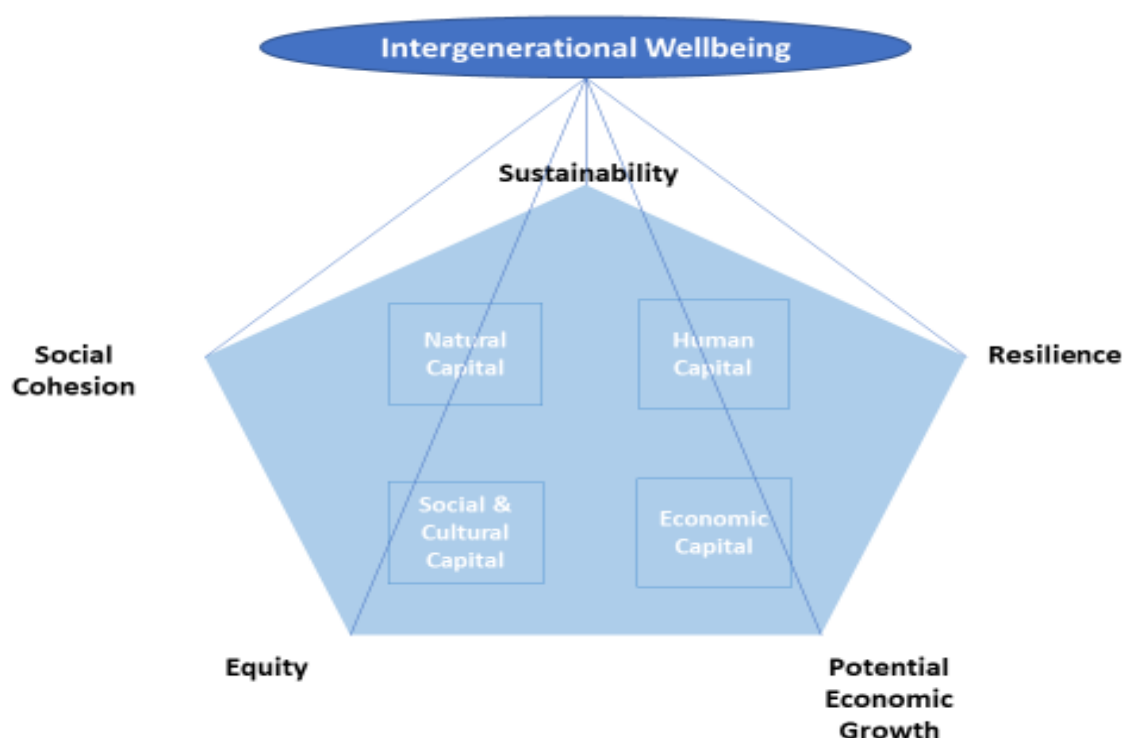 Intergenerational Wellbeing
Sustainability
Social
Cohesion
Natural
Capital
Human
Capital
Resilience
Social &
Cultural
Capital
Economic
Capital
Equity
Potential
Economic
Growth